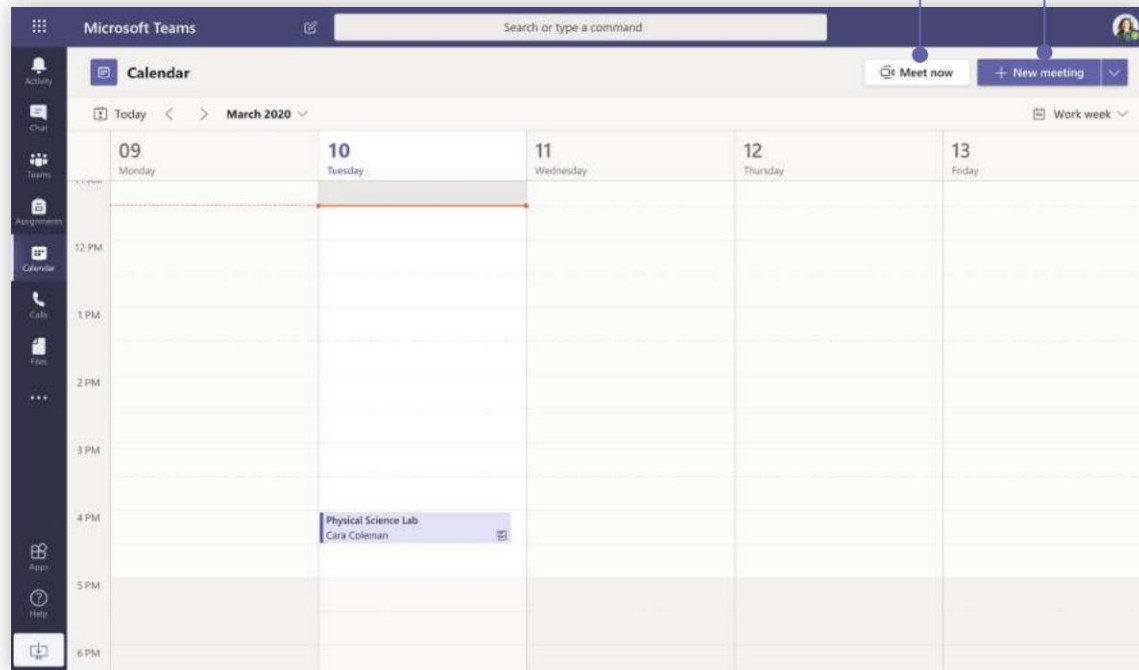 Microsoft Teams
Search or type a command
Activity
Calendar
Meet now
+ New meeting
Chat
Today < > March 2020
Work week
Teams
09
Monday
10
Tuesday
11
Wednesday
12
Thursday
13
Friday
Assignments
Calendar
12 PM
Calls
1 PM
Files
2 PM
3 PM
4 PM
Physical Science Lab
Cara Coleman
Apps
5 PM
Help
6 PM